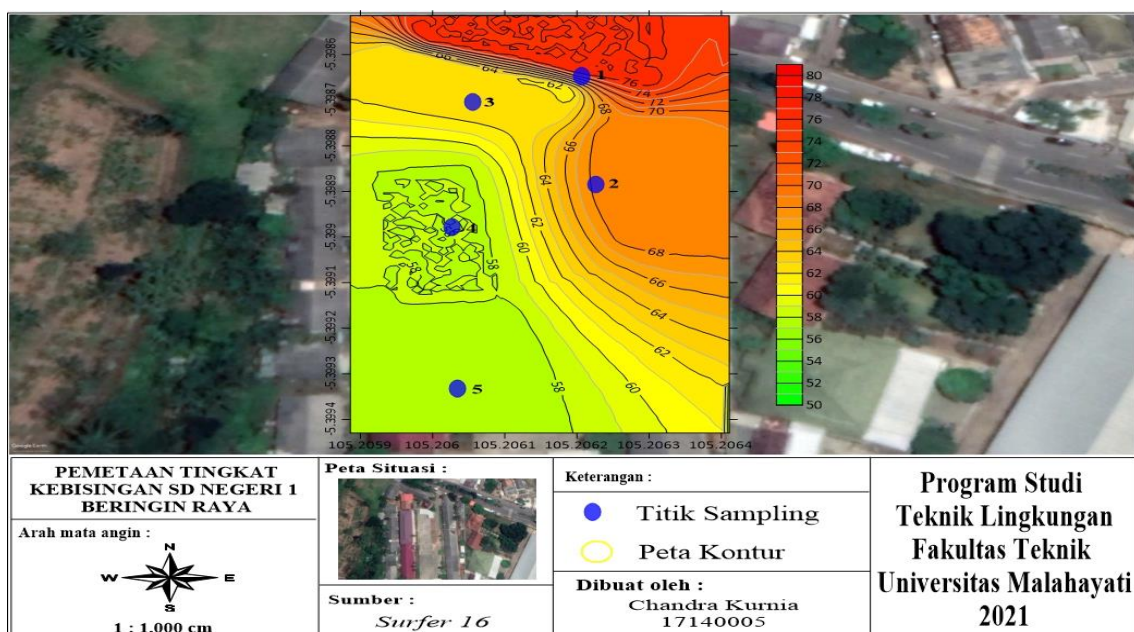 -5.3986
-5.3987
-5.3988
-5.3989
-5.399
-5.3991
-5.3992
-5.3993
-5.3994
105.2059
105.206
105.2061
105.2062
105.2063
105.2064
66
64
62
1
76
74
72
70
3
68
66
2
64
62
60
68
66
64
62
60
58
4
58
58
58
5
80
78
76
74
72
70
68
66
64
62
60
58
56
54
52
50
Google Earth
PEMETAAN TINGKAT
KEBISINGAN SD NEGERI 1
BERINGIN RAYA
Arah mata angin :
N
W
E
S
1 : 1.000 cm
Peta Situasi :
Sumber :
Surfer 16
Keterangan :
Titik Sampling
Peta Kontur
Dibuat oleh :
Chandra Kurnia
17140005
Program Studi
Teknik Lingkungan
Fakultas Teknik
Universitas Malahayati
2021